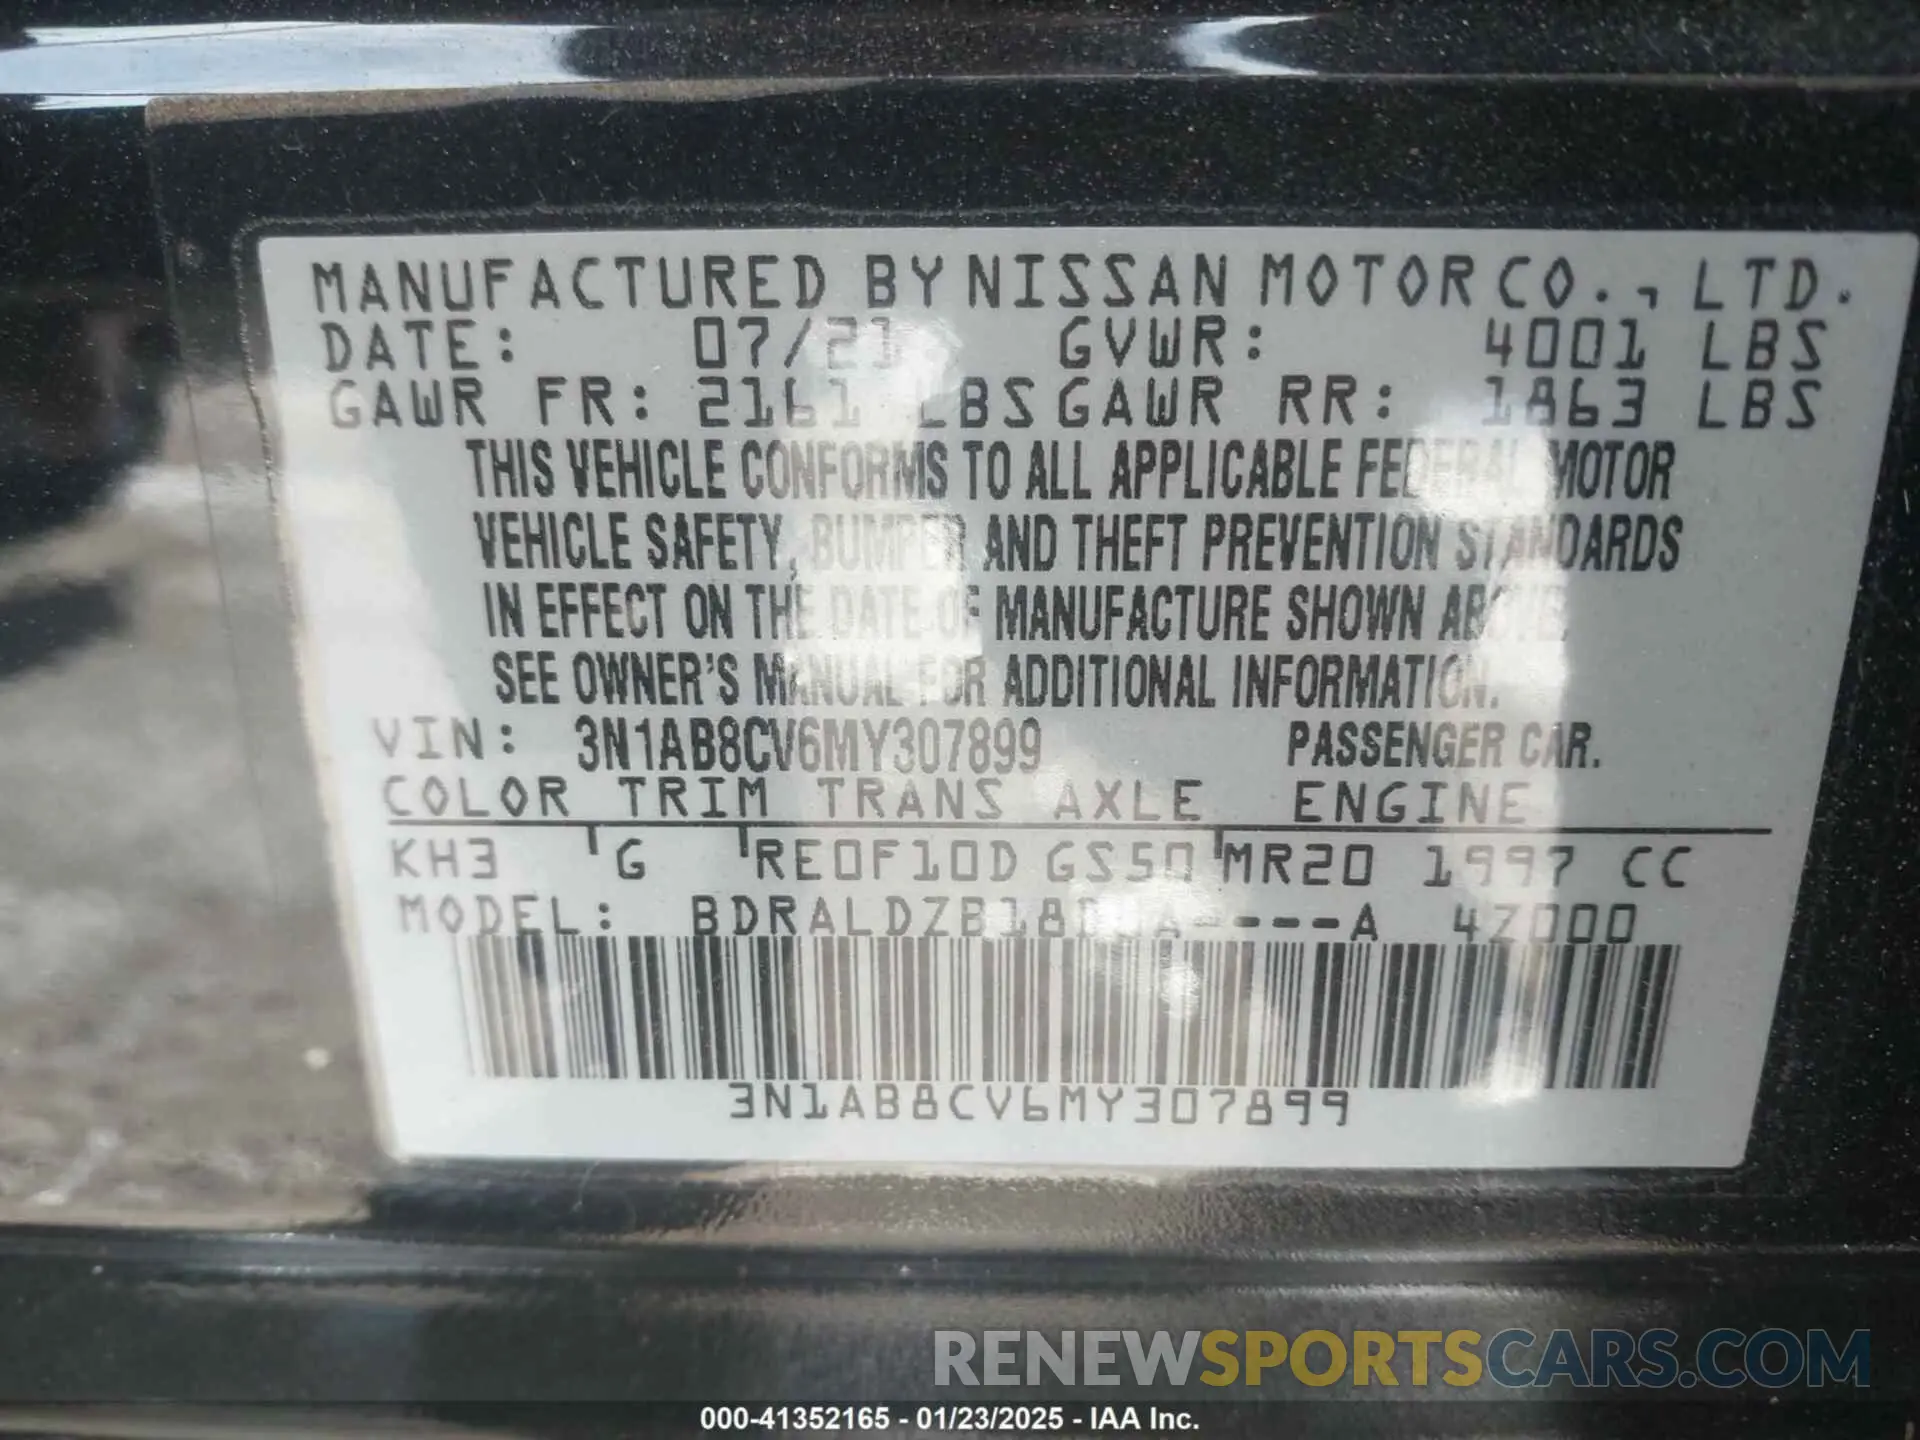 MANUFACTURED BY NISSAN MOTOR CO., LTD.
DATE: 07/21 GVWR: 4001 LBS
GAWR FR: 2161 LBS GAWR RR: 1863 LBS
THIS VEHICLE CONFORMS TO ALL APPLICABLE FEDERAL MOTOR
VEHICLE SAFETY, BUMPER AND THEFT PREVENTION STANDARDS
IN EFFECT ON THE DATE OF MANUFACTURE SHOWN ABOVE.
SEE OWNER'S MANUAL FOR ADDITIONAL INFORMATION.
VIN: 3N1AB8CV6MY307899 PASSENGER CAR.
COLOR TRIM TRANS AXLE ENGINE
KH3 G RE0F10D GS50 MR20 1997 CC
MODEL: 4Z000
3N1AB8CV6MY307899
RENEWSPORTSCARS.COM
000-41352165 - 01/23/2025 - IAA Inc.